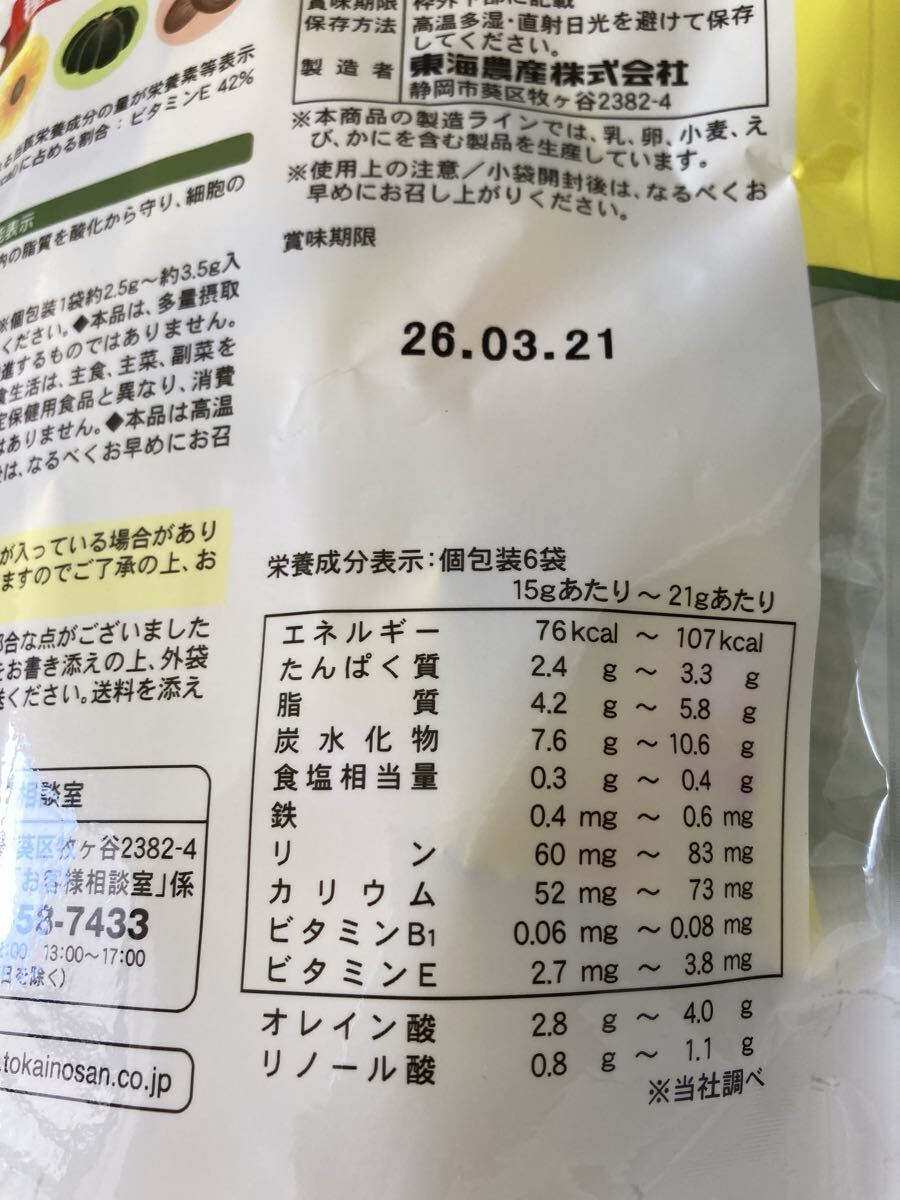 賞味期限 枠外下部に記載
保存方法 高温多湿・直射日光を避けて保存
してください。
製造者 東海農産株式会社
静岡市葵区牧ヶ谷2382-4
※本商品の製造ラインでは、乳、卵、小麦、え
び、かにを含む製品を生産しています。
※使用上の注意/小袋開封後は、なるべくお
早めにお召し上がりください。
賞味期限
26.03.21
栄養成分の量が栄養素等表示
に占める割合:ビタミンE 42%
表示
内の脂質を酸化から守り、細胞の
※個包装1袋約2.5g〜約3.5g入
ください。◆本品は、多量摂取
進するものではありません。
食生活は、主食、主菜、副菜を
定保健用食品と異なり、消費
はありません。◆本品は高温
は、なるべくお早めにお召
が入っている場合があり
ますのでご了承の上、お
都合な点がございました
をお書き添えの上、外袋
ください。送料を添え
相談室
葵区牧ヶ谷2382-4
「お客様相談室」係
58-7433
13:00〜17:00
日を除く)
.tokainosan.co.jp
栄養成分表示:個包装6袋
15gあたり〜21gあたり
エネルギー 76kcal 〜 107kcal
たんぱく質 2.4 g 〜 3.3 g
脂質 4.2 g 〜 5.8 g
炭水化物 7.6 g 〜 10.6 g
食塩相当量 0.3 g 〜 0.4 g
鉄 0.4 mg 〜 0.6 mg
リン 60 mg 〜 83 mg
カリウム 52 mg 〜 73 mg
ビタミンB1 0.06 mg 〜 0.08 mg
ビタミンE 2.7 mg 〜 3.8 mg
オレイン酸 2.8 g 〜 4.0 g
リノール酸 0.8 g 〜 1.1 g
※当社調べ